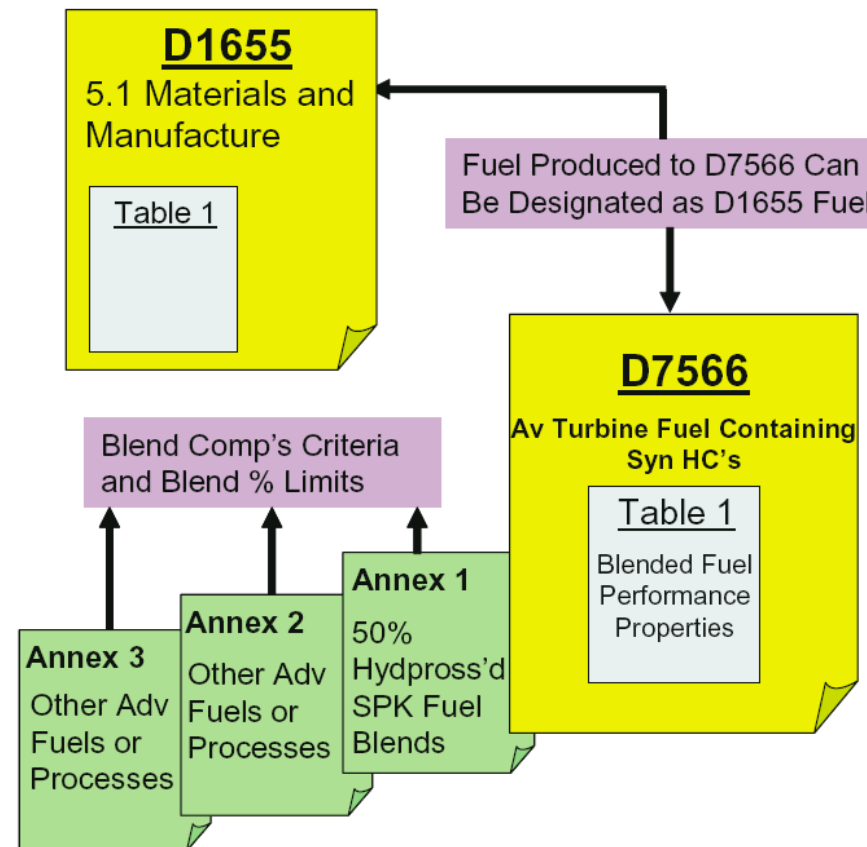 D1655
5.1 Materials and
Manufacture
Table 1
Fuel Produced to D7566 Can
Be Designated as D1655 Fuel
D7566
Av Turbine Fuel Containing
Syn HC's
Table 1
Blended Fuel
Performance
Properties
Blend Comp's Criteria
and Blend % Limits
Annex 1
50%
Hydpross'd
SPK Fuel
Blends
Annex 2
Other Adv
Fuels or
Processes
Annex 3
Other Adv
Fuels or
Processes